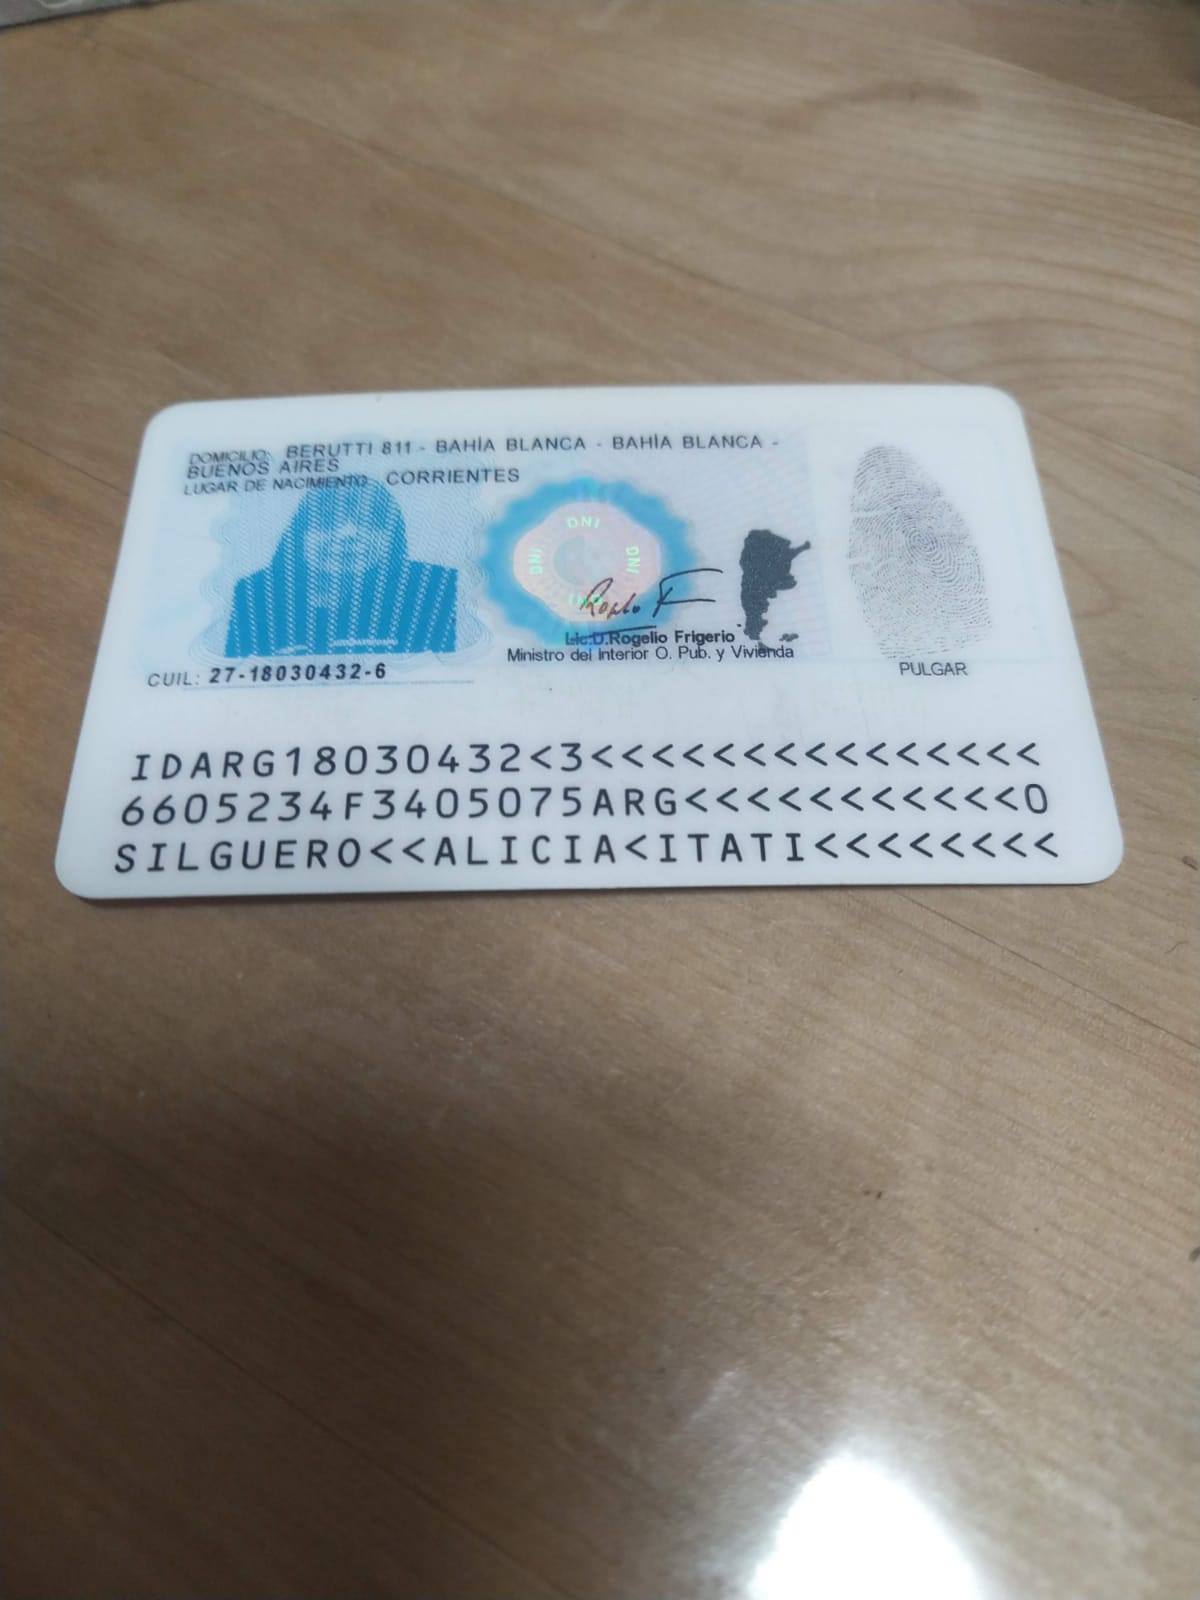 DOMICILIO: BERUTTI 811 - BAHÍA BLANCA - BAHÍA BLANCA -
BUENOS AIRES
LUGAR DE NACIMIENTO: CORRIENTES
DNI
DNI
DNI
DNI
Lic.D.Rogelio Frigerio
Ministro del Interior O. Pub. y Vivienda
PULGAR
CUIL: 27-18030432-6
IDARG18030432<3<<<<<<<<<<<<<<<
6605234F3405075ARG<<<<<<<<<<<0
SILGUERO<<ALICIA<ITATI<<<<<<<<